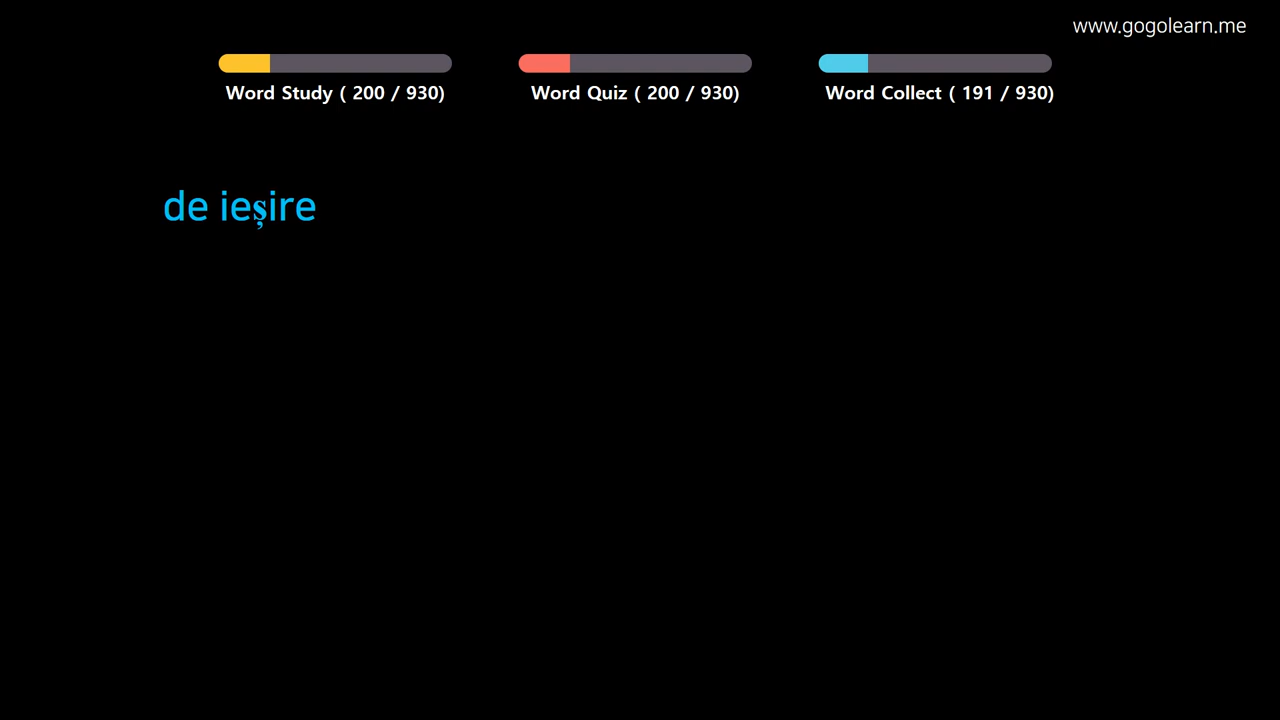 www.gogolearn.me
Word Study ( 200 / 930)
Word Quiz ( 200 / 930)
Word Collect ( 191 / 930)
de ieșire